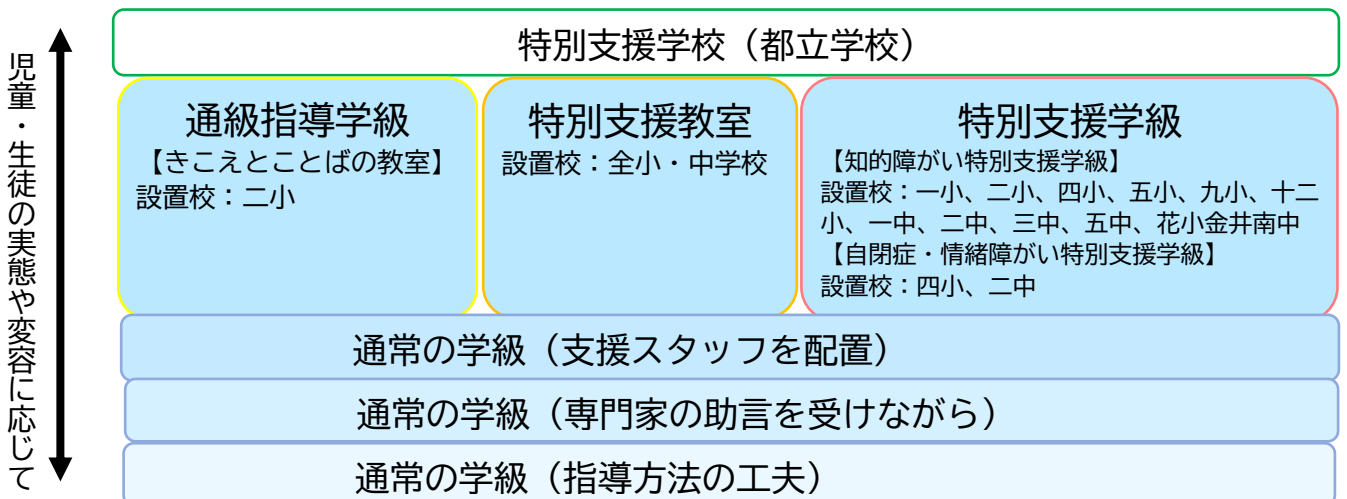 児童・生徒の実態や変容に応じて
特別支援学校（都立学校）
通級指導学級
【きこえとことばの教室】
設置校：二小
特別支援教室
設置校：全小・中学校
特別支援学級
【知的障がい特別支援学級】
設置校：一小、二小、四小、五小、九小、十二
小、一中、二中、三中、五中、花小金井南中
【自閉症・情緒障がい特別支援学級】
設置校：四小、二中
通常の学級（支援スタッフを配置）
通常の学級（専門家の助言を受けながら）
通常の学級（指導方法の工夫）